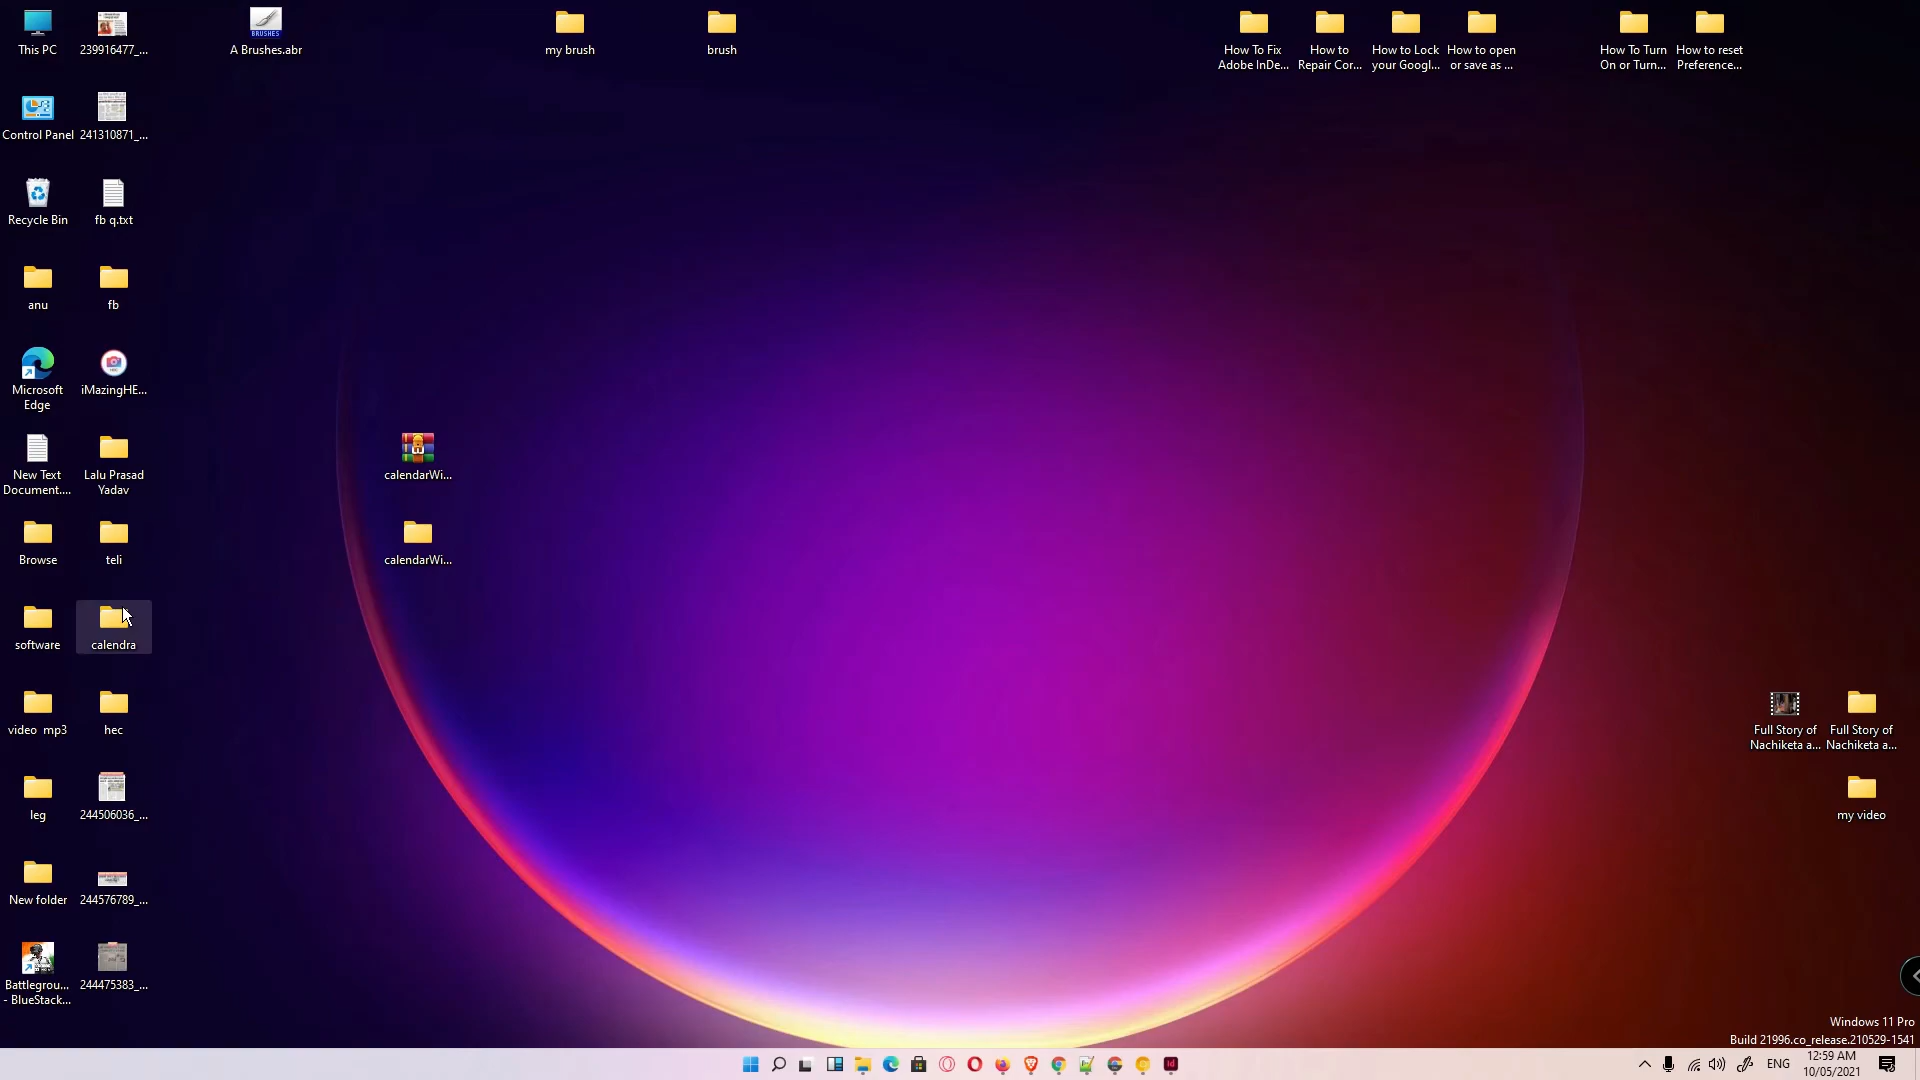 This PC
239916477_...
A Brushes.abr
BRUSHES
my brush
brush
How To Fix
Adobe InDe...
How to
Repair Cor...
How to Lock
your Googl...
How to open
or save as ...
How To Turn
On or Turn...
How to reset
Preference...
Control Panel
241310871_...
Recycle Bin
fb q.txt
anu
fb
Microsoft
Edge
iMazingHE...
New Text
Document....
Lalu Prasad
Yadav
calendarWi...
Browse
teli
calendarWi...
software
calendra
video mp3
hec
Full Story of
Nachiketa a...
Full Story of
Nachiketa a...
leg
244506036_...
my video
New folder
244576789_...
Battlegrou...
- BlueStack...
244475383_...
Windows 11 Pro
Build 21996.co_release.210529-1541
Id
ENG
12:59 AM
10/05/2021